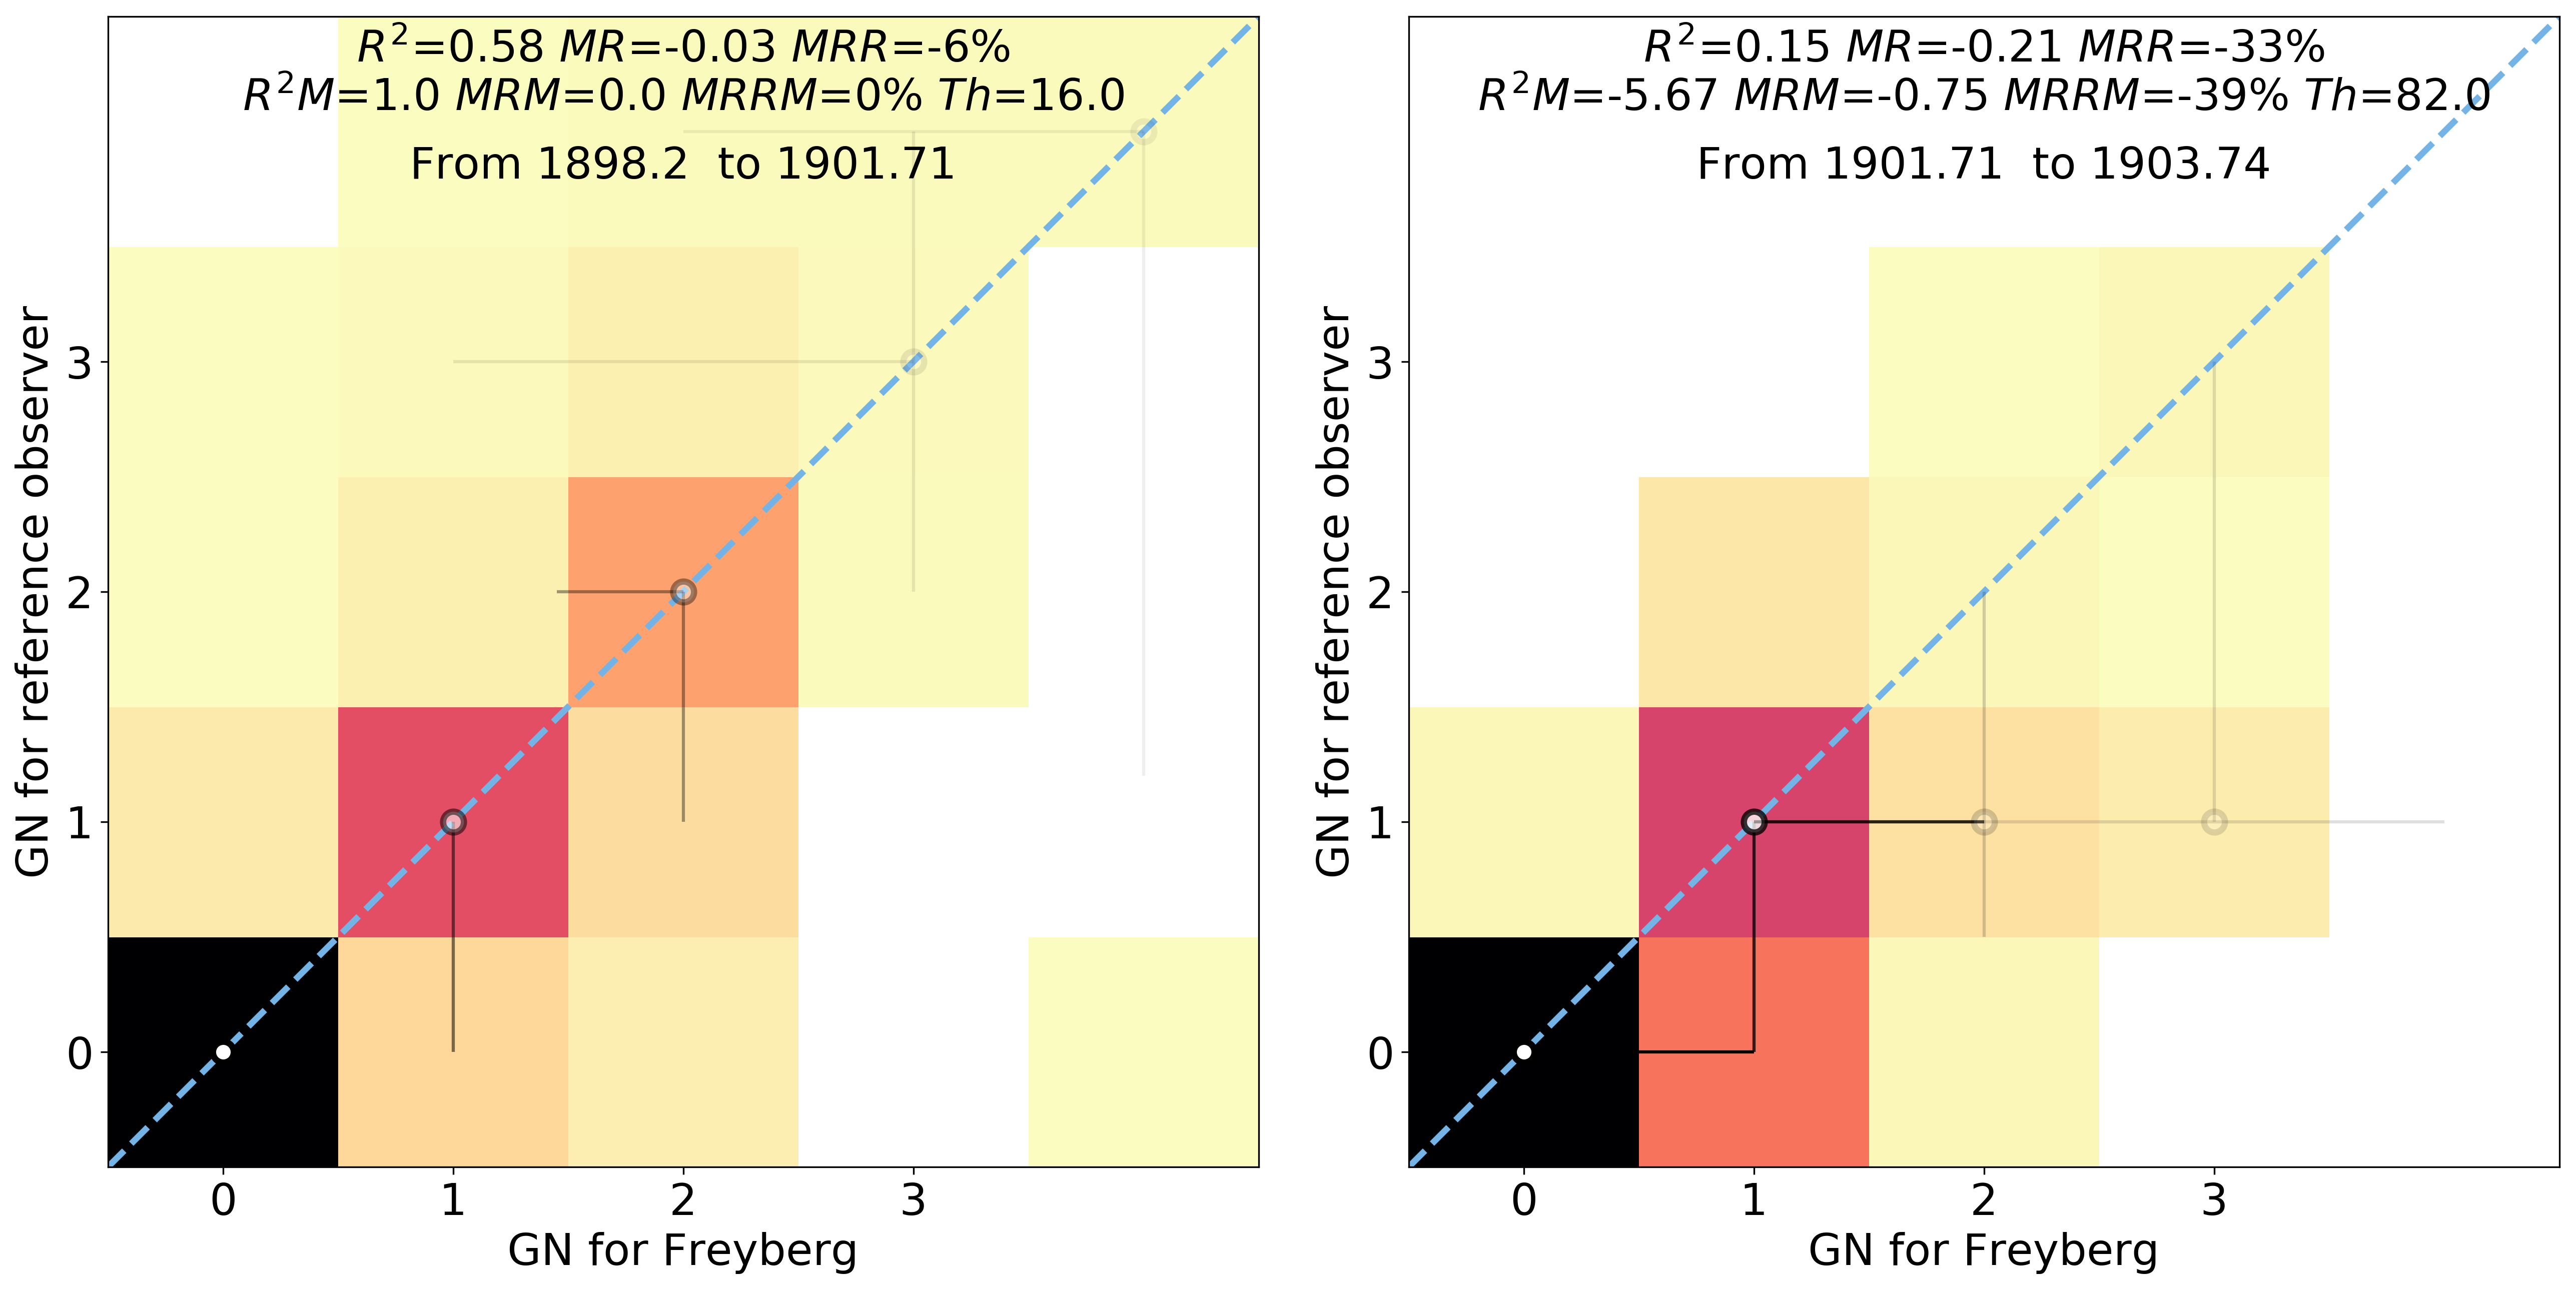 R²=0.58 MR=-0.03 MRR=-6%
R²M=1.0 MRM=0.0 MRRM=0% Th=16.0
From 1898.2 to 1901.71
GN for reference observer
3
2
1
0
0 1 2 3
GN for Freyberg
R²=0.15 MR=-0.21 MRR=-33%
R²M=-5.67 MRM=-0.75 MRRM=-39% Th=82.0
From 1901.71 to 1903.74
GN for reference observer
3
2
1
0
0 1 2 3
GN for Freyberg